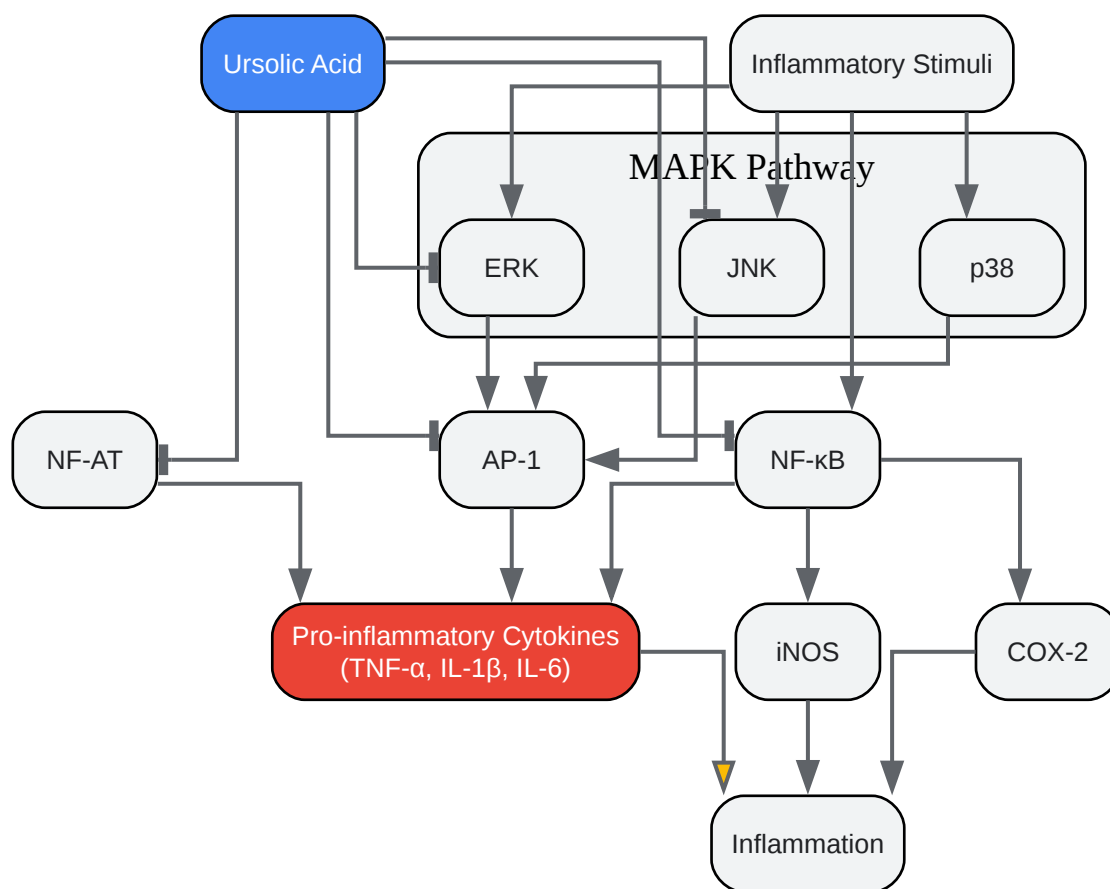 Ursolic Acid
Inflammatory Stimuli
MAPK Pathway
ERK
JNK
p38
NF-AT
AP-1
NF-κB
Pro-inflammatory Cytokines
(TNF-α, IL-1β, IL-6)
iNOS
COX-2
Inflammation